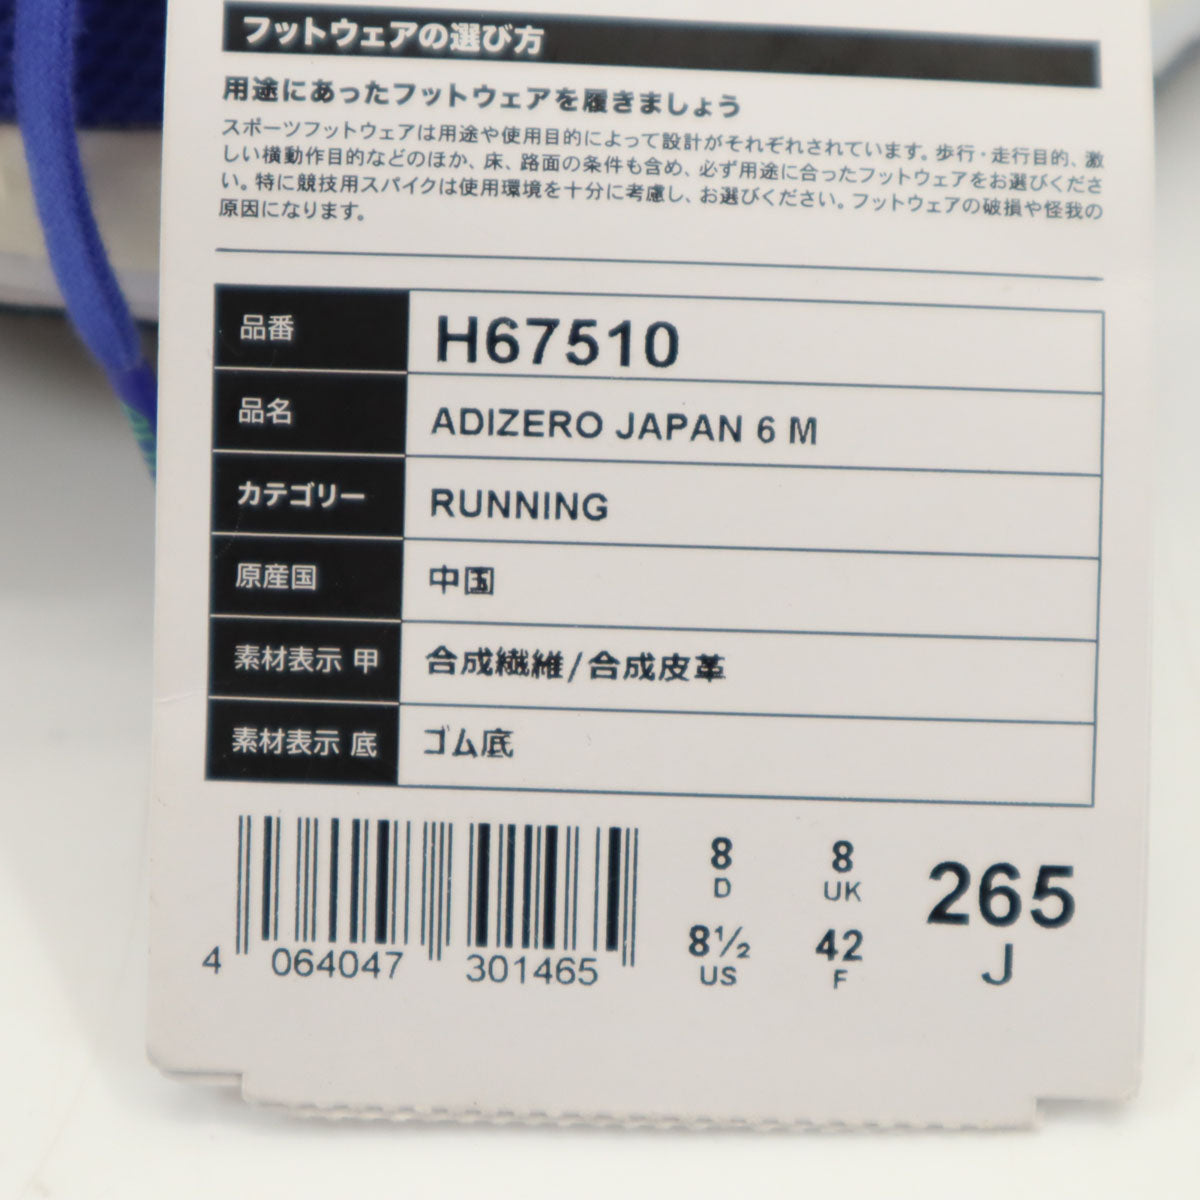 フットウェアの選び方
用途にあったフットウェアを履きましょう
スポーツフットウェアは用途や使用目的によって設計がそれぞれされています。歩行・走行目的、激
しい横動作目的などのほか、床、路面の条件も含め、必ず用途に合ったフットウェアをお選びくださ
い。特に競技用スパイクは使用環境を十分に考慮し、お選びください。フットウェアの破損や怪我の
原因になります。
品番 H67510
品名 ADIZERO JAPAN 6 M
カテゴリー RUNNING
原産国 中国
素材表示 甲 合成繊維/合成皮革
素材表示 底 ゴム底
4 064047 301465
8 D
8 UK
8½ US
42 F
265 J